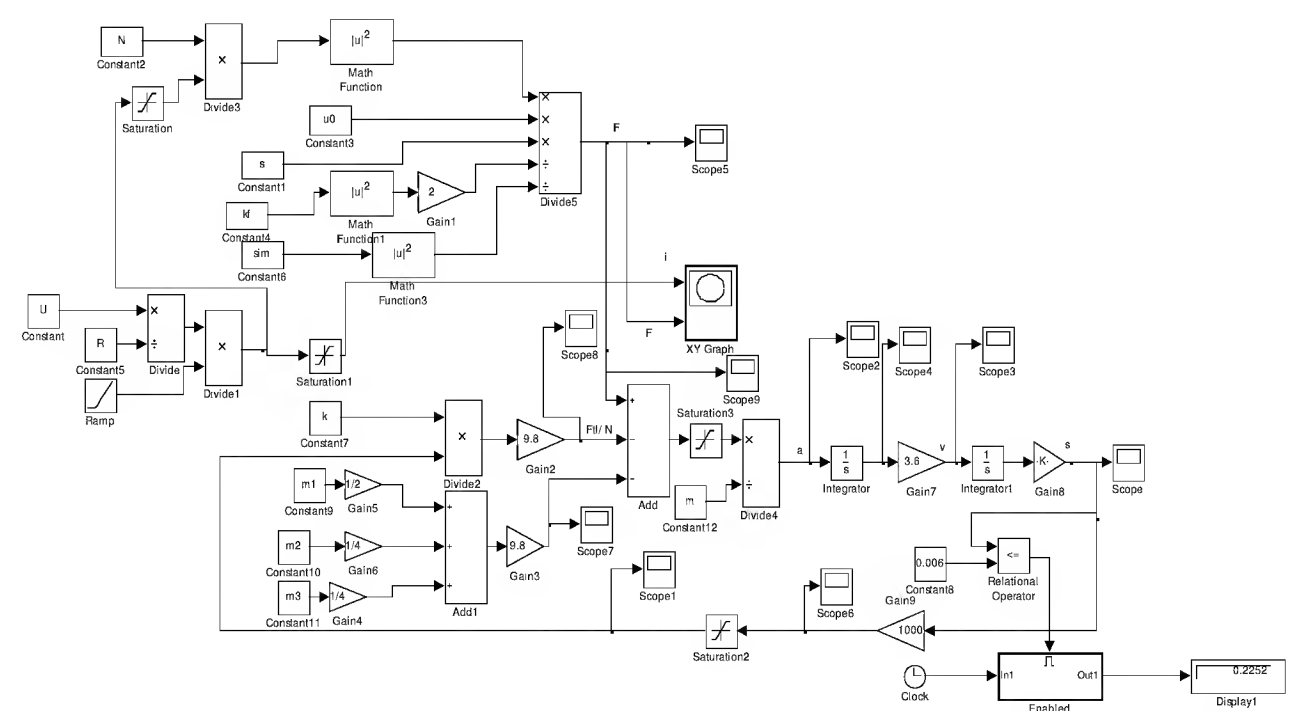 N
Constant2
×
Divide3
|u|²
Math
Function
Saturation
u0
Constant3
s
Constant1
|u|²
Math
Function1
2
Gain1
kf
Constant4
sim
Constant6
|u|²
Math
Function3
×
×
×
÷
÷
Divide5
F
Scope5
i
F
XY Graph
U
Constant
R
Constant5
×
÷
Divide
Ramp
×
Divide1
Saturation1
Scope8
Scope9
Scope2
Scope4
Scope3
k
Constant7
×
Divide2
9.8
Gain2
Ftl/ N
+
−
−
Add
Saturation3
m
Constant12
×
÷
Divide4
a
1
s
Integrator
3.6
Gain7
v
1
s
Integrator1
-K-
Gain8
s
Scope
m1
Constant9
1/2
Gain5
m2
Constant10
1/4
Gain6
m3
Constant11
1/4
Gain4
+
+
+
Add1
9.8
Gain3
Scope7
Scope1
Saturation2
Scope6
Gain9
1000
0.006
Constant8
<=
Relational
Operator
Clock
In1
Out1
Enabled
0.2252
Display1